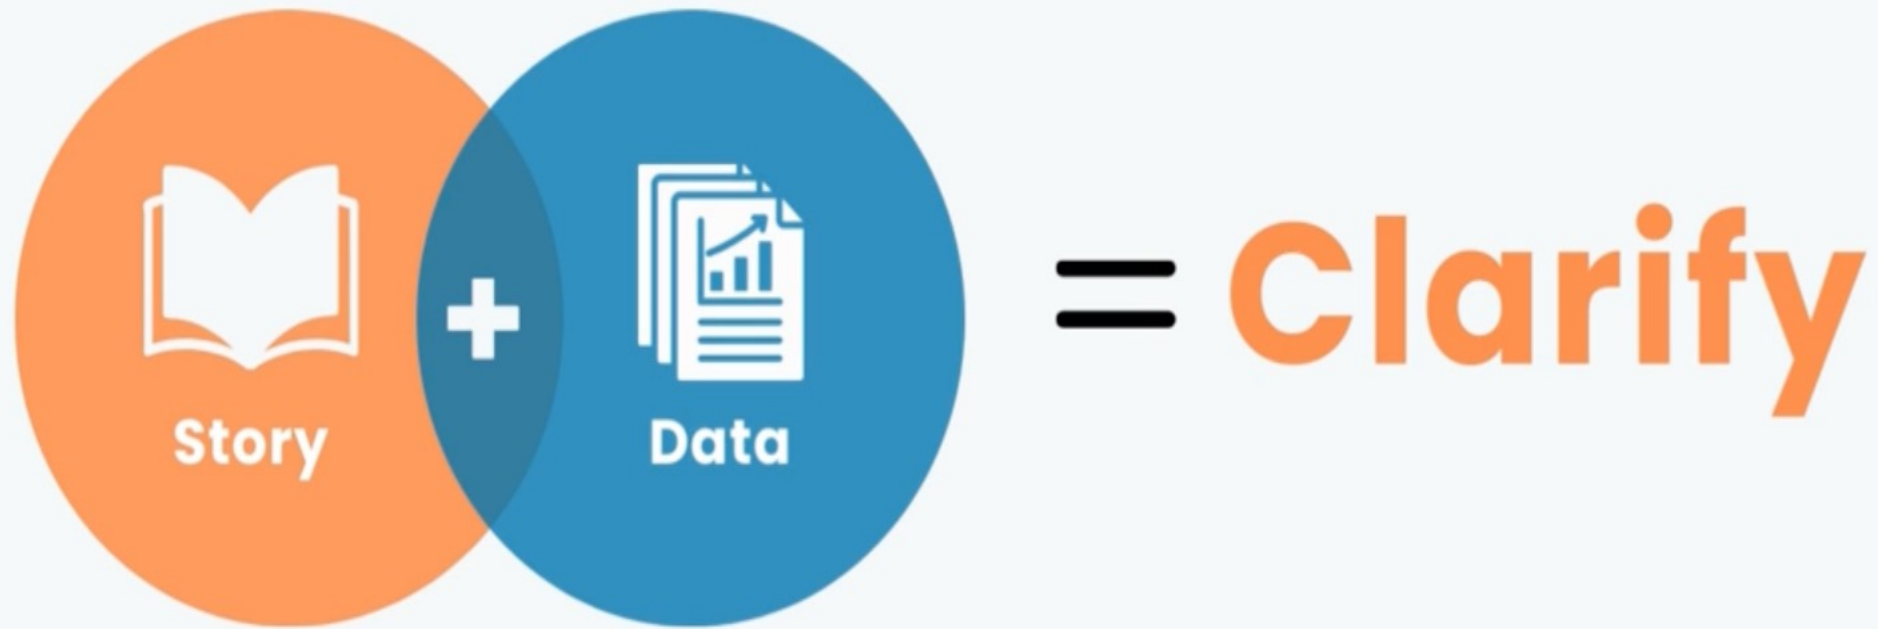 Story
+
Data
= Clarify